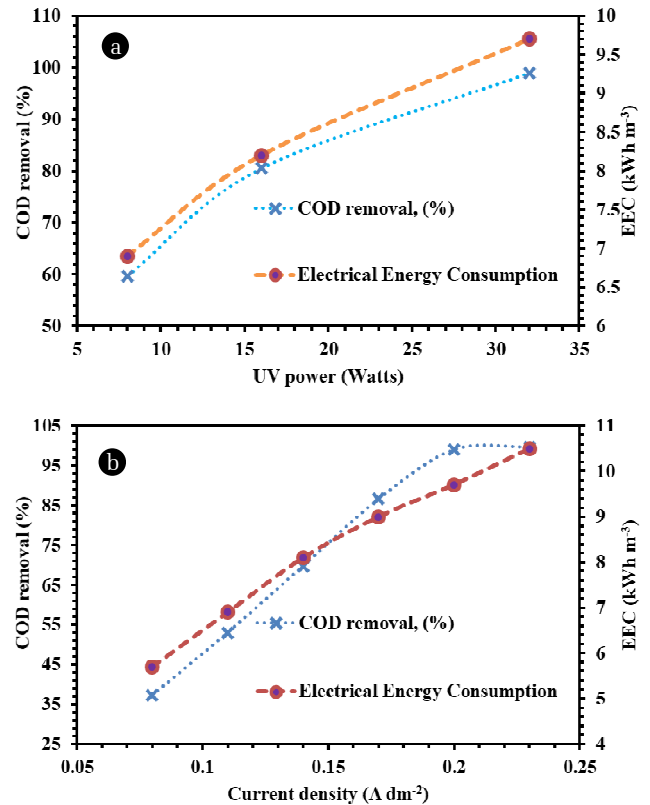 a
COD removal (%)
110
100
90
80
70
60
50
10
9.5
9
8.5
8
7.5
7
6.5
6
EEC (kWh m-3)
COD removal, (%)
Electrical Energy Consumption
5 10 15 20 25 30 35
UV power (Watts)
b
COD removal (%)
105
95
85
75
65
55
45
35
25
11
10
9
8
7
6
5
4
EEC (kWh m-3)
COD removal, (%)
Electrical Energy Consumption
0.05 0.1 0.15 0.2 0.25
Current density (A dm-2)